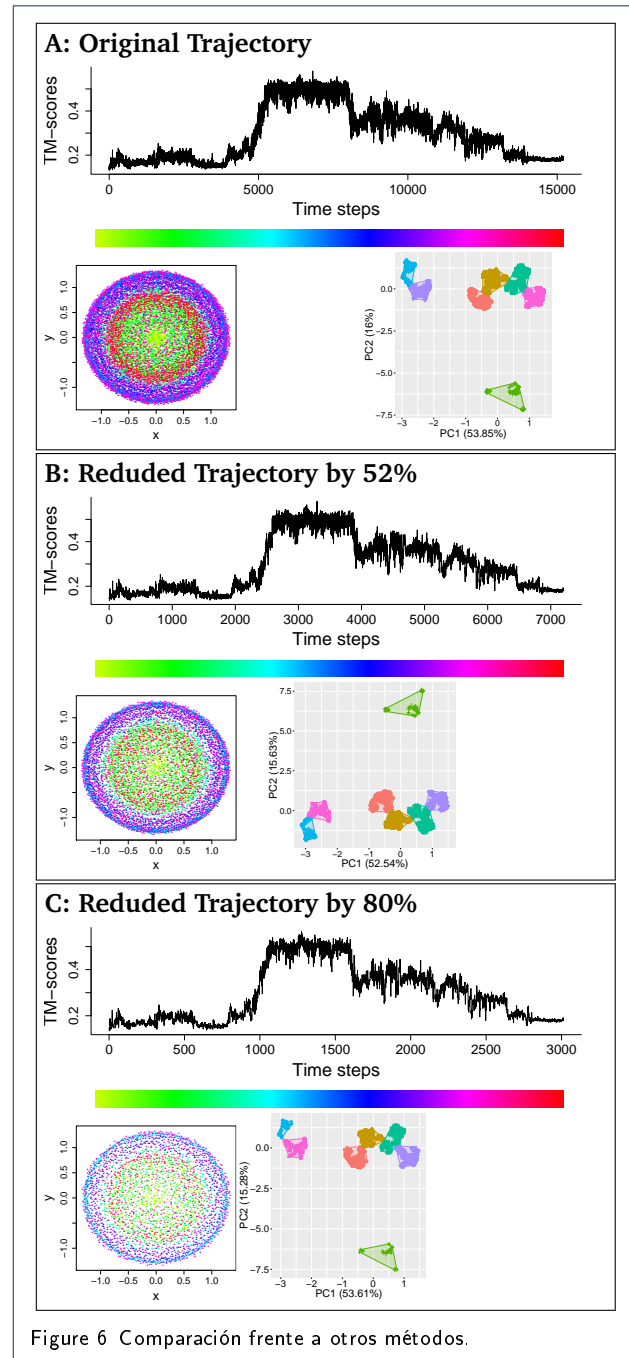 A: Original Trajectory
TM−scores
0.2 0.4
0 5000 10000 15000
Time steps
y
−1.0 0.0 0.5 1.0
−1.0 −0.5 0.0 0.5 1.0
x
PC2 (16%)
0.0
−2.5
−5.0
−7.5
−3 −2 −1 0 1
PC1 (53.85%)
B: Reduded Trajectory by 52%
TM−scores
0.2 0.4
0 1000 2000 3000 4000 5000 6000 7000
Time steps
y
−1.0 0.0 0.5 1.0
−1.0 −0.5 0.0 0.5 1.0
x
PC2 (15.63%)
7.5
5.0
2.5
0.0
−3 −2 −1 0 1
PC1 (52.54%)
C: Reduded Trajectory by 80%
TM−scores
0.2 0.4
0 500 1000 1500 2000 2500 3000
Time steps
y
−1.0 0.0 0.5 1.0
−1.0 −0.5 0.0 0.5 1.0
x
PC2 (15.28%)
0.0
−2.5
−5.0
−7.5
−3 −2 −1 0 1
PC1 (53.61%)
Figure 6 Comparación frente a otros métodos.